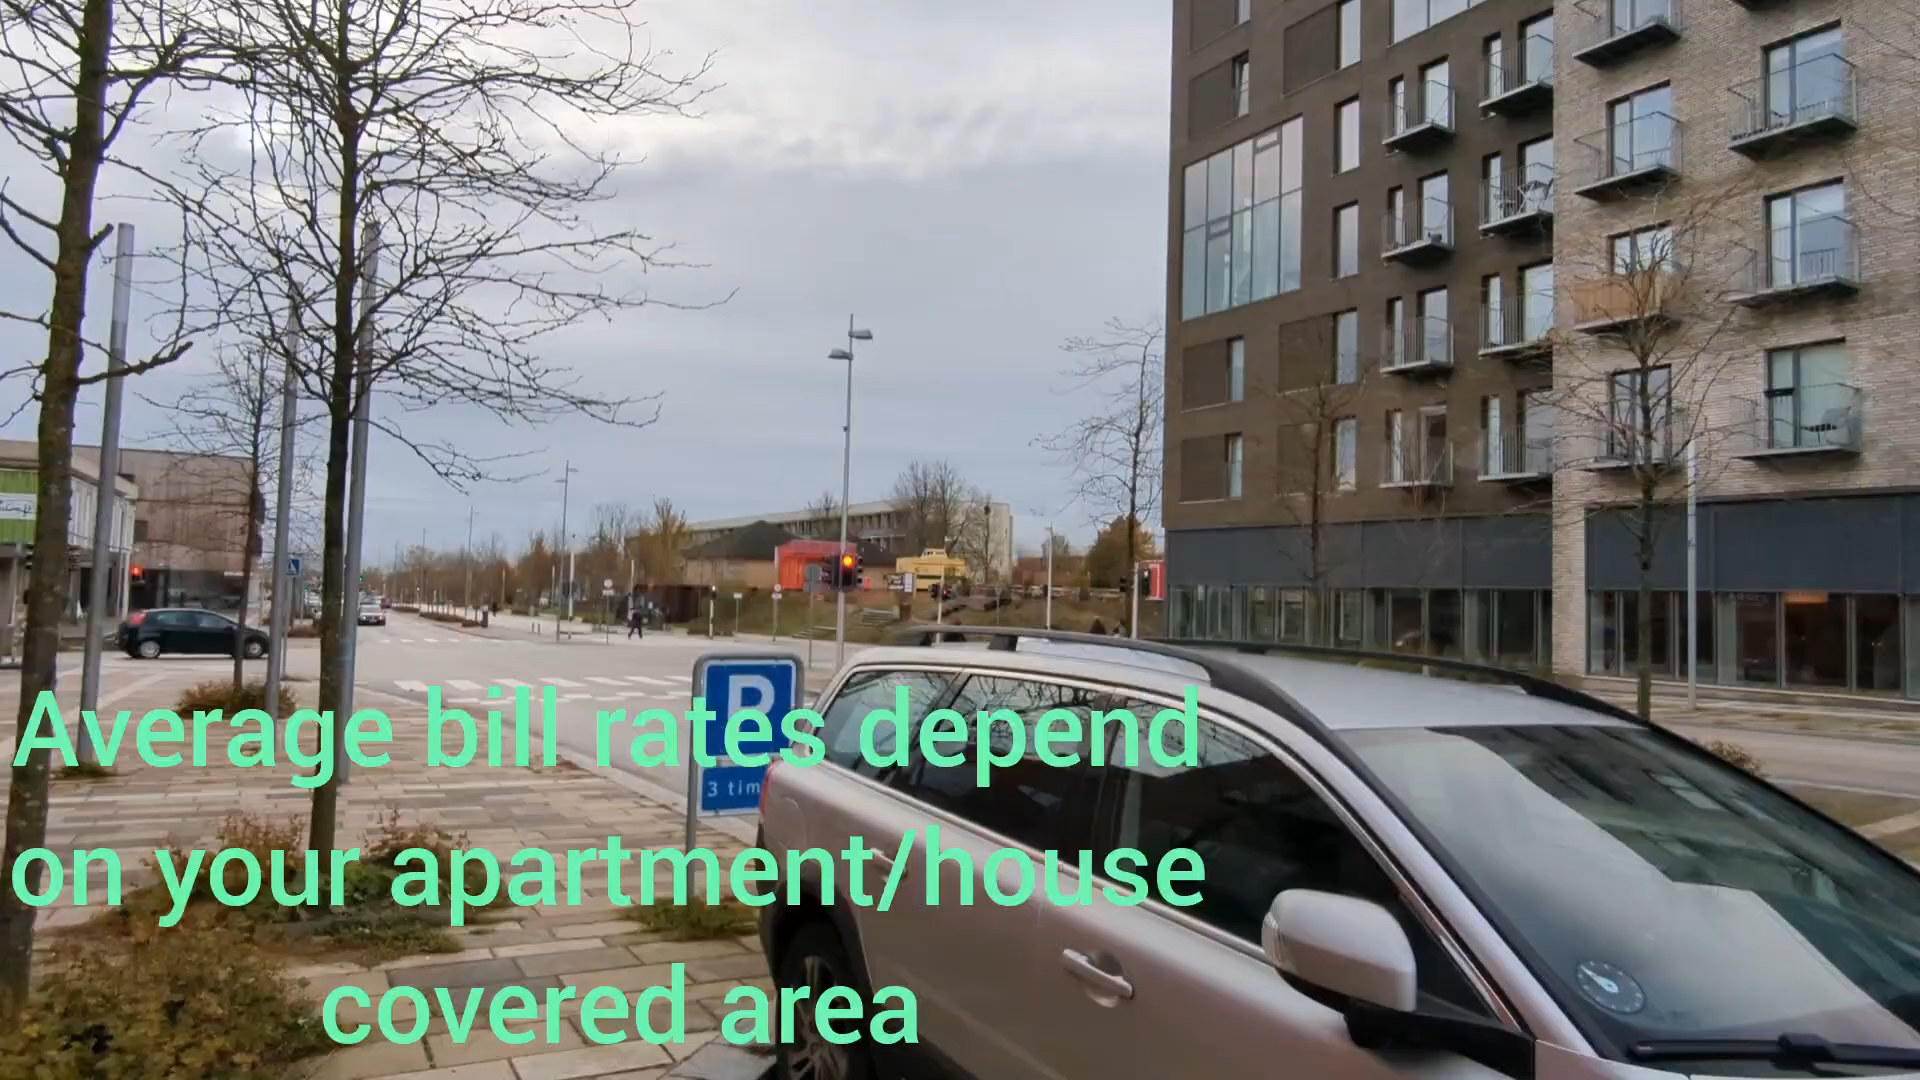 P
3 tim
Average bill rates depend
on your apartment/house
covered area